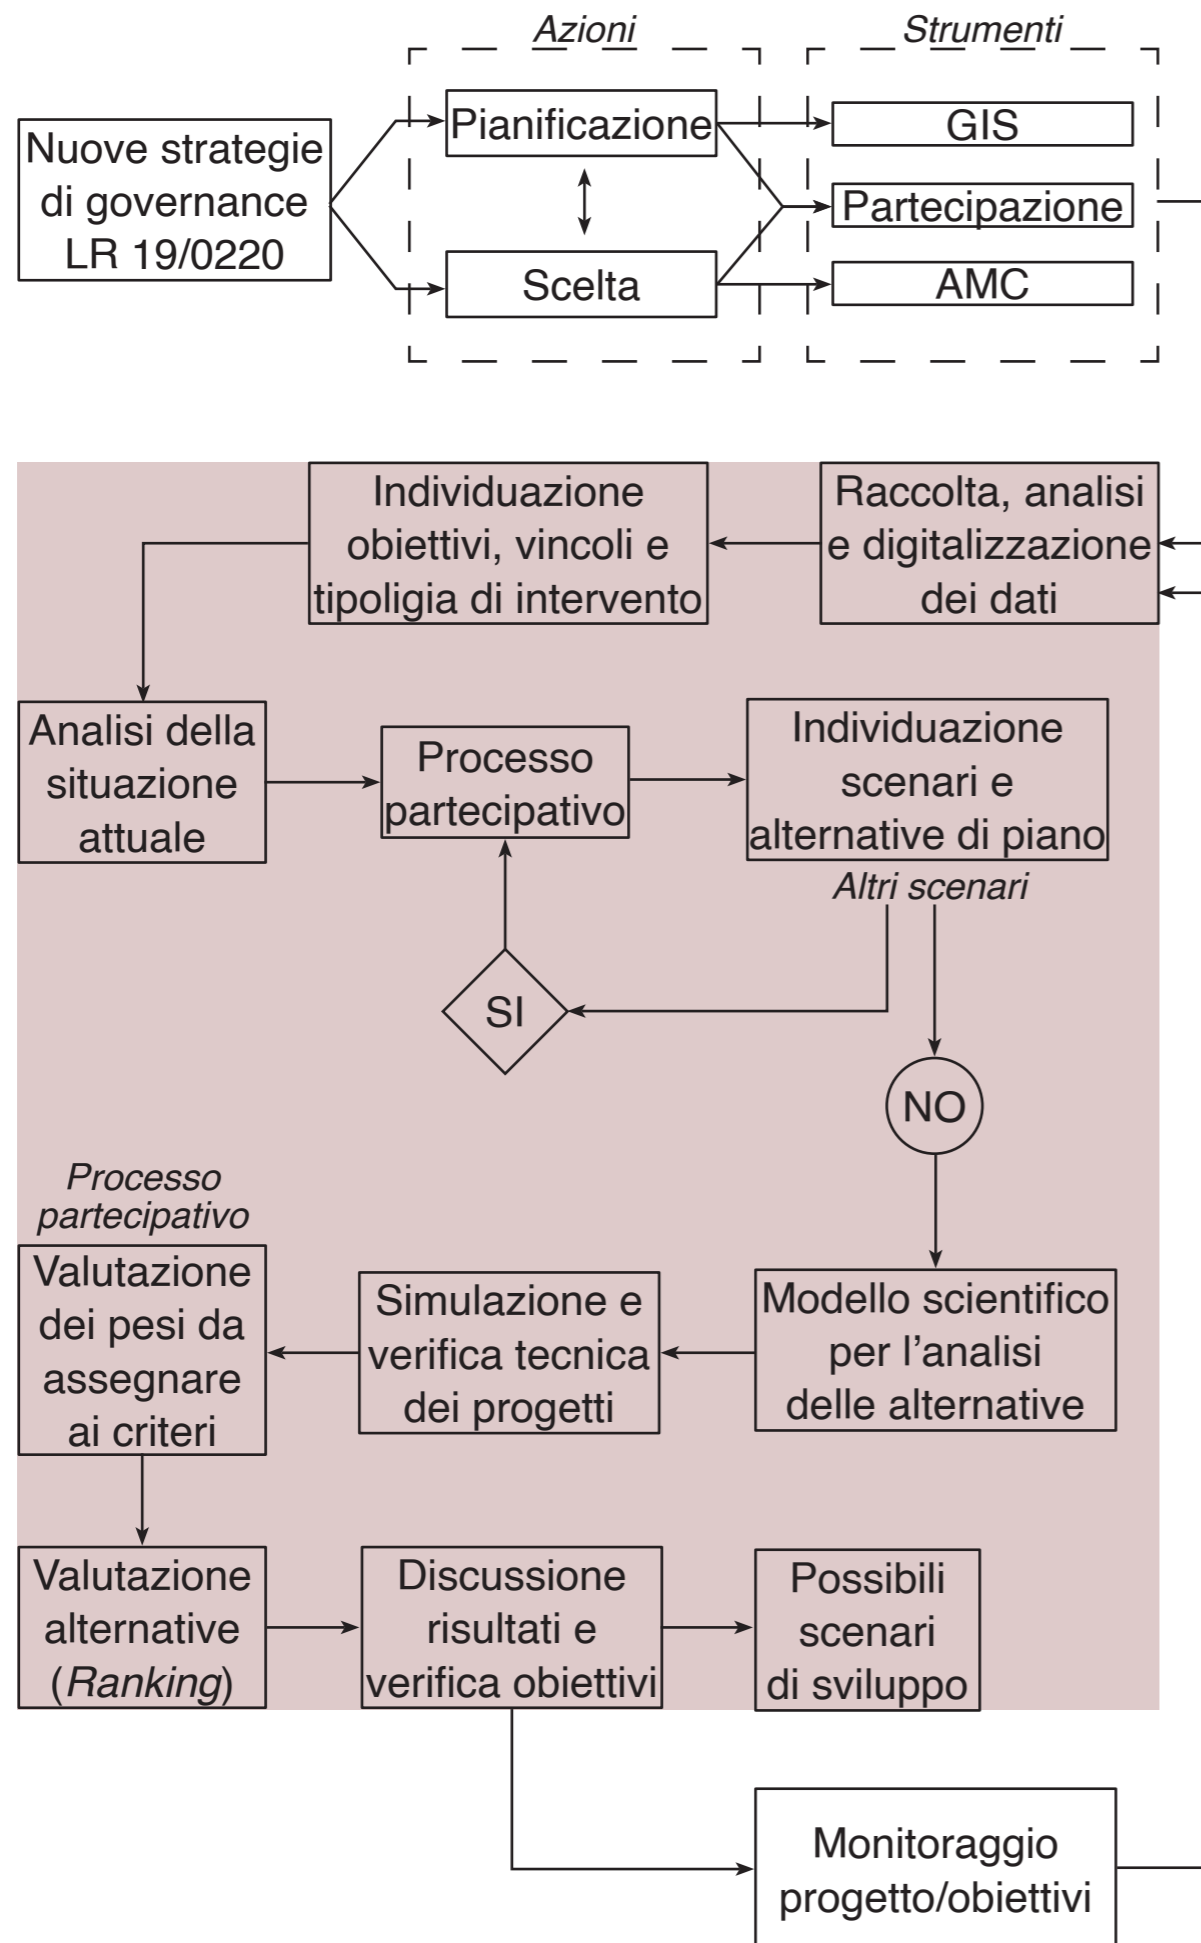 Azioni
Strumenti
Nuove strategie
di governance
LR 19/0220
Pianificazione
Scelta
GIS
Partecipazione
AMC
Individuazione
obiettivi, vincoli e
tipoligia di intervento
Raccolta, analisi
e digitalizzazione
dei dati
Analisi della
situazione
attuale
Processo
partecipativo
Individuazione
scenari e
alternative di piano
Altri scenari
SI
NO
Processo
partecipativo
Valutazione
dei pesi da
assegnare
ai criteri
Simulazione e
verifica tecnica
dei progetti
Modello scientifico
per l'analisi
delle alternative
Valutazione
alternative
(Ranking)
Discussione
risultati e
verifica obiettivi
Possibili
scenari
di sviluppo
Monitoraggio
progetto/obiettivi